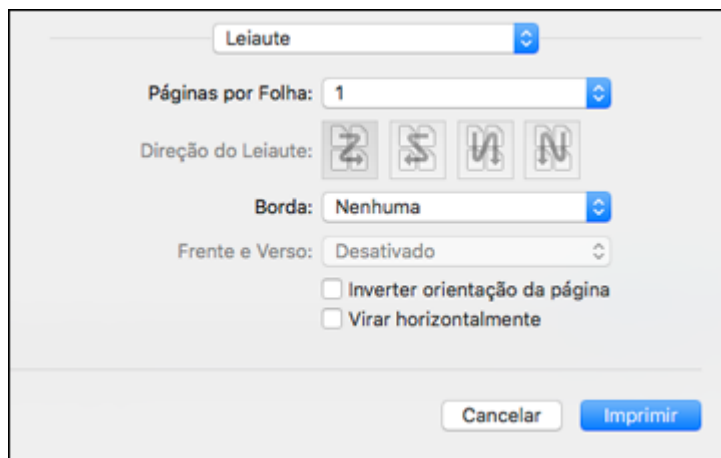 Leiaute
Páginas por Folha: 1
Direção do Leiaute:
Borda: Nenhuma
Frente e Verso: Desativado
Inverter orientação da página
Virar horizontalmente
Cancelar Imprimir